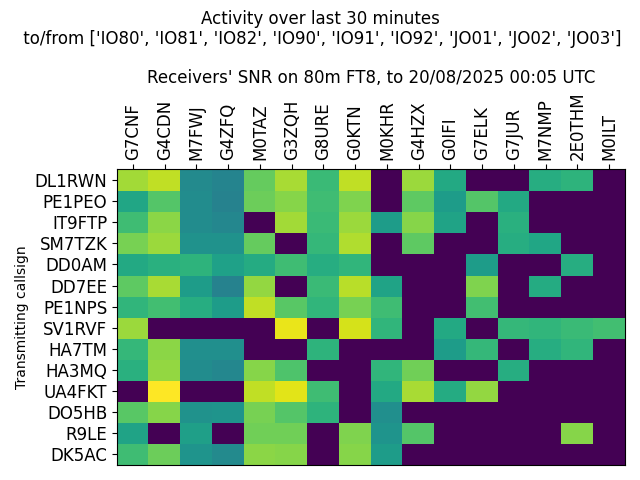 Activity over last 30 minutes
to/from ['IO80', 'IO81', 'IO82', 'IO90', 'IO91', 'IO92', 'JO01', 'JO02', 'JO03']
Receivers' SNR on 80m FT8, to 20/08/2025 00:05 UTC
G7CNF
G4CDN
M7FWJ
G4ZFQ
M0TAZ
G3ZQH
G8URE
G0KTN
M0KHR
G4HZX
G0IFI
G7ELK
G7JUR
M7NMP
2E0THM
M0ILT
Transmitting callsign
DL1RWN
PE1PEO
IT9FTP
SM7TZK
DD0AM
DD7EE
PE1NPS
SV1RVF
HA7TM
HA3MQ
UA4FKT
DO5HB
R9LE
DK5AC